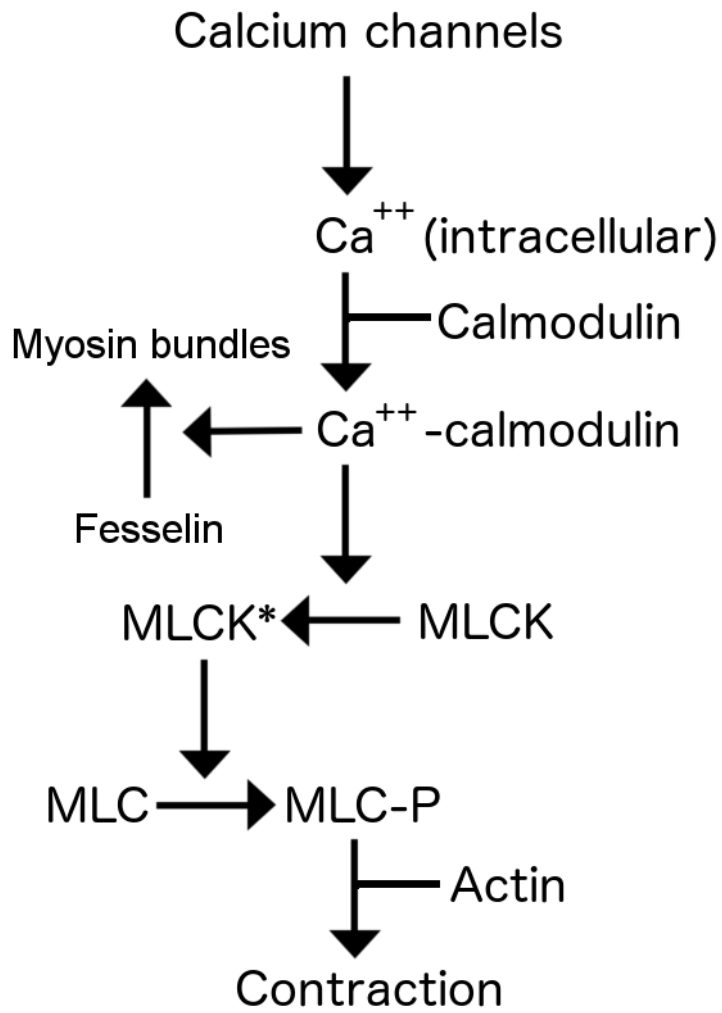 Calcium channels
Ca++ (intracellular)
Calmodulin
Myosin bundles
Ca++-calmodulin
Fesselin
MLCK* MLCK
MLC MLC-P
Actin
Contraction